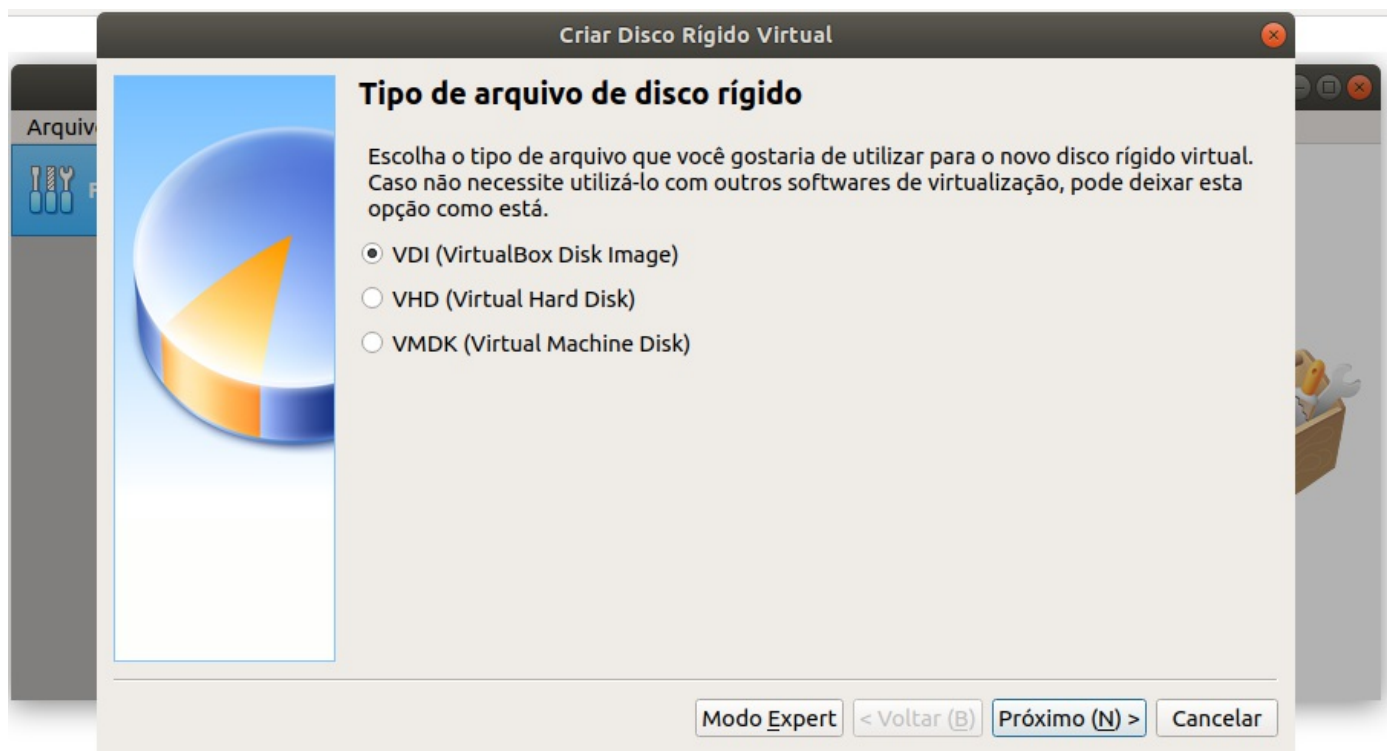 Criar Disco Rígido Virtual
Arquiv
Tipo de arquivo de disco rígido
Escolha o tipo de arquivo que você gostaria de utilizar para o novo disco rígido virtual.
Caso não necessite utilizá-lo com outros softwares de virtualização, pode deixar esta
opção como está.
VDI (VirtualBox Disk Image)
VHD (Virtual Hard Disk)
VMDK (Virtual Machine Disk)
Modo Expert
< Voltar (B)
Próximo (N) >
Cancelar